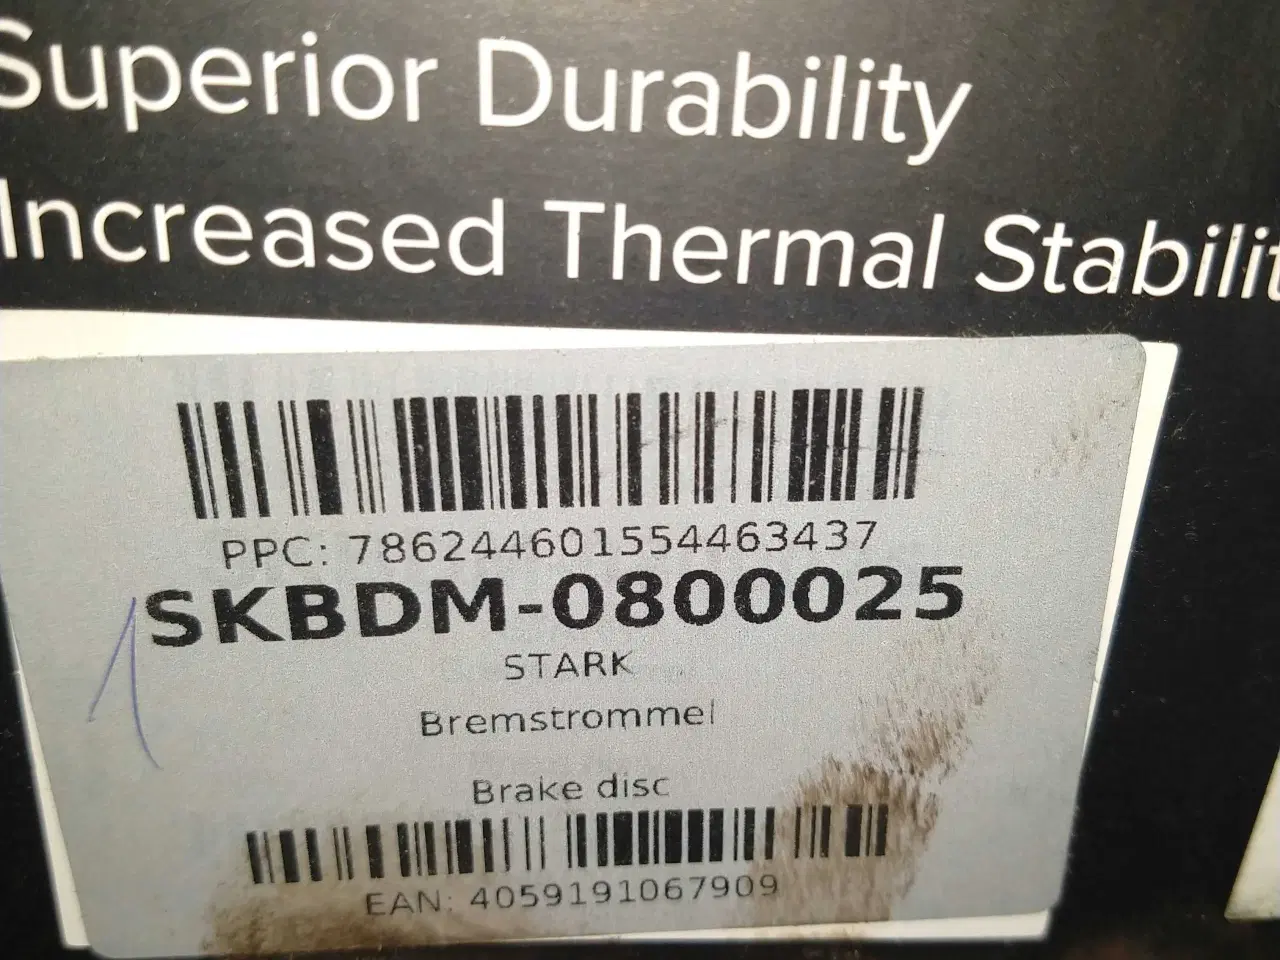 Superior Durability
Increased Thermal Stabilit
PPC: 786244601554463437
SKBDM-0800025
STARK
Bremstrommel
Brake disc
EAN: 4059191067909